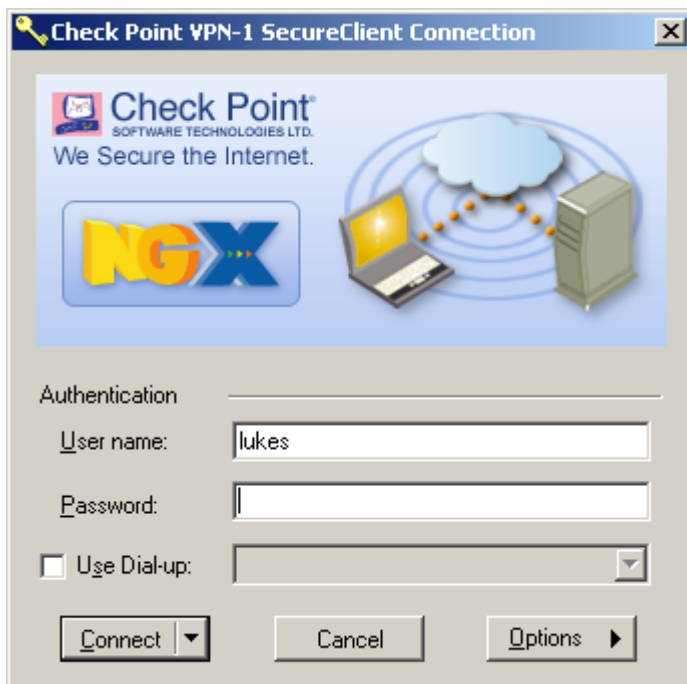 Check Point VPN-1 SecureClient Connection
Check Point®
SOFTWARE TECHNOLOGIES LTD.
We Secure the Internet.
NGX
Authentication
User name: lukes
Password:
Use Dial-up:
Connect Cancel Options